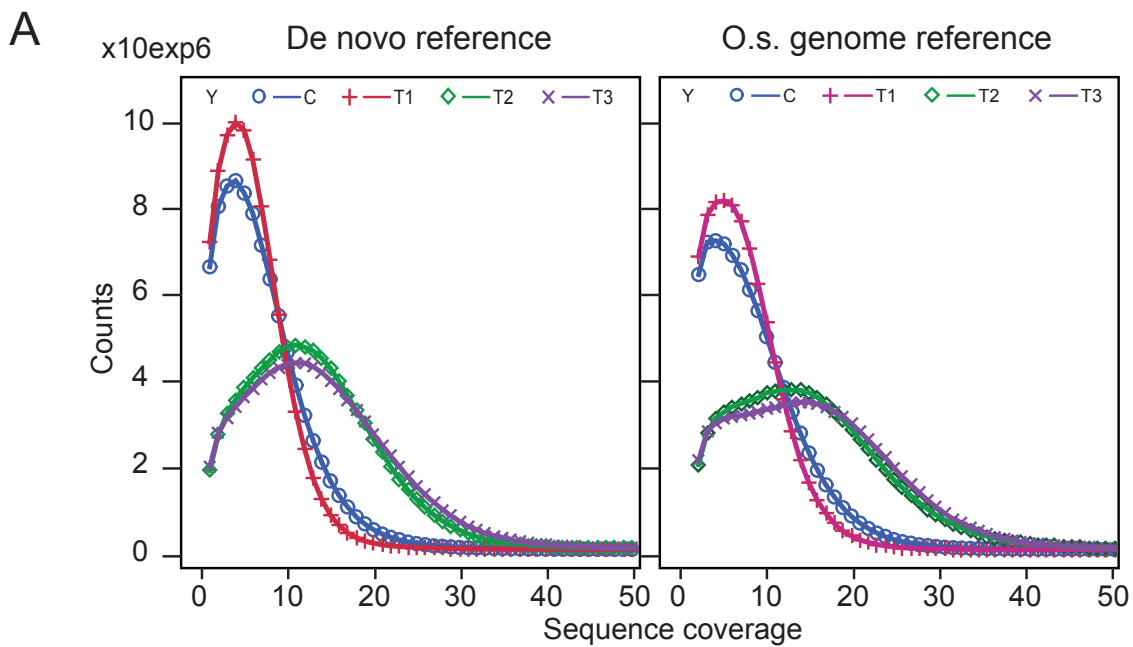 A
x10exp6
De novo reference
O.s. genome reference
Y C T1 T2 T3
Y C T1 T2 T3
Counts
10
8
6
4
2
0
0 10 20 30 40 50
0 10 20 30 40 50
Sequence coverage